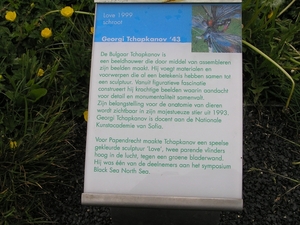 Love 1999
Georgi Tchapkanov '43
De Bulgaar Tchapkanov is
een beeldhouwer die door middel van assembleren
zijn beelden maakt. Hij voegt materialen en
voorwerpen die al een betekenis hebben samen tot
een sculptuur. Vanuit figuratieve fascinatie
construeert hij krachtige beelden waarin aandacht
voor detail en monumentaliteit samenvalt.
Zijn belangstelling voor de anatomie van dieren
wordt zichtbaar in zijn majestueuze stier uit 1993.
Georgi Tchapkanov is docent aan de Nationale
Kunstacademie van Sofia.
Voor Papendrecht maakte Tchapkanov een speelse
gekleurde sculptuur 'Love', twee parende vlinders
hoog in de lucht, tegen een groene bladerwand.
Hij was één van de deelnemers aan het symposium
Black Sea North Sea.